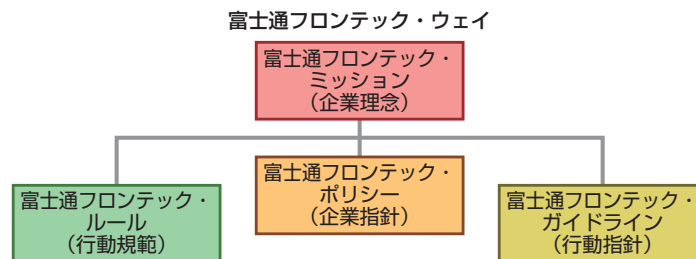 富士通フロンテック・ウェイ
富士通フロンテック・
ミッション
（企業理念）
富士通フロンテック・
ルール
（行動規範）
富士通フロンテック・
ポリシー
（企業指針）
富士通フロンテック・
ガイドライン
（行動指針）